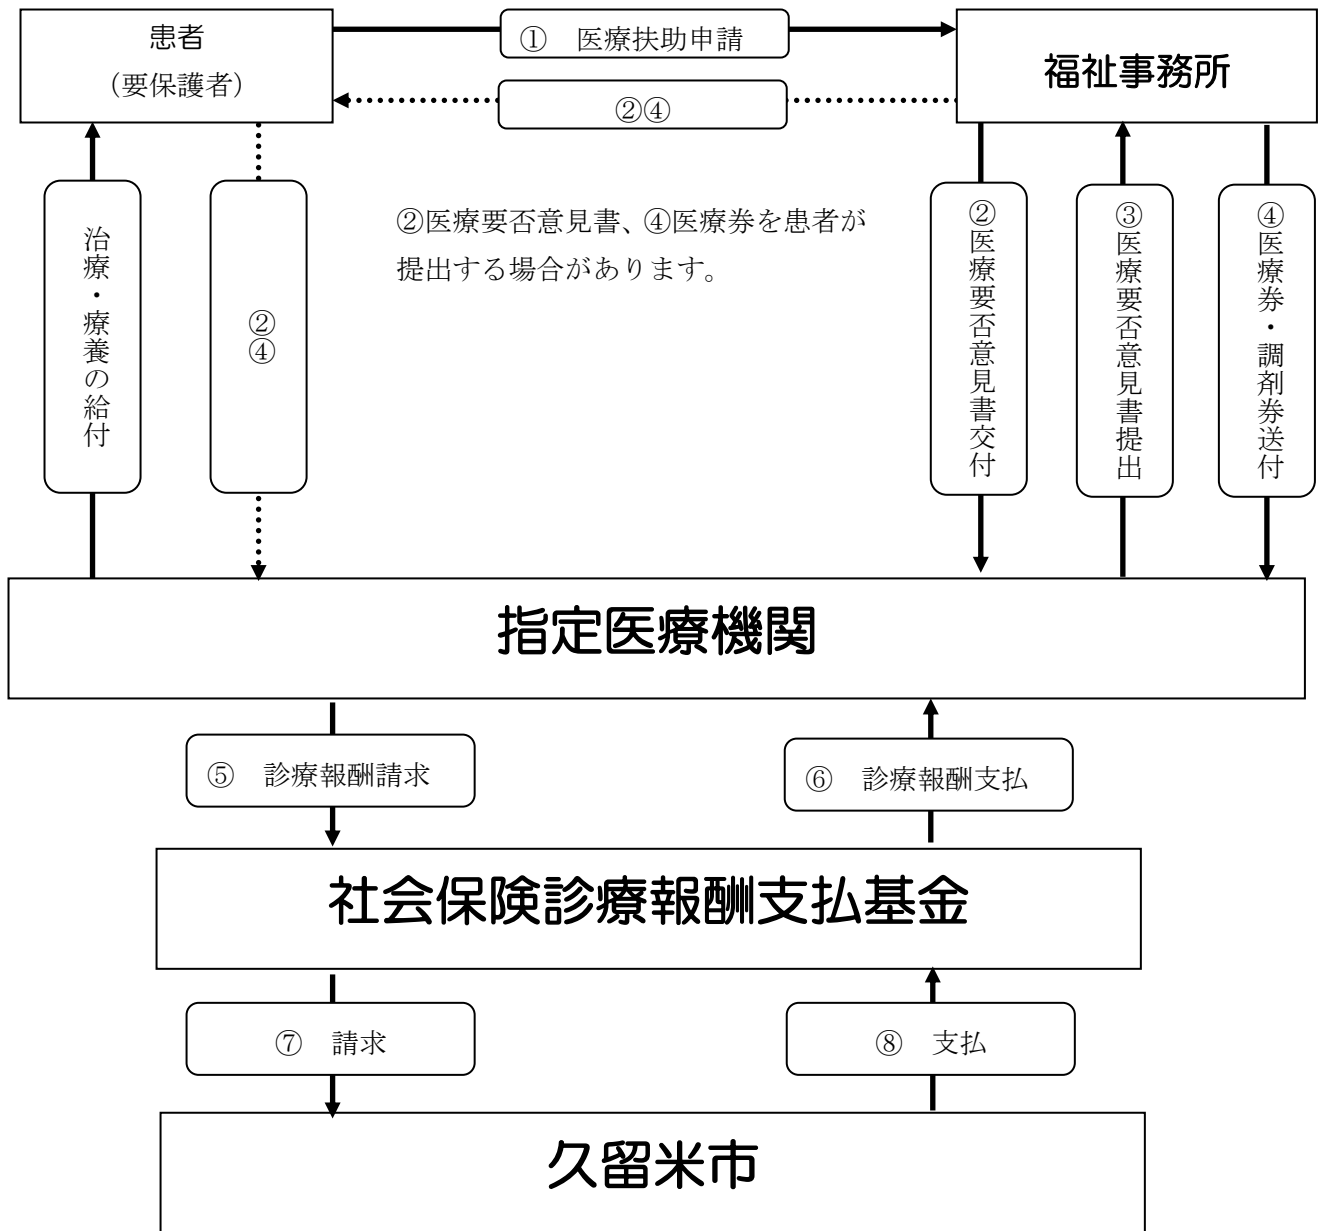 患者
（要保護者）
①　医療扶助申請
福祉事務所
②④
治療・療養の給付
②④
②医療要否意見書、④医療券を患者が
提出する場合があります。
②医療要否意見書交付
③医療要否意見書提出
④医療券・調剤券送付
指定医療機関
⑤　診療報酬請求
⑥　診療報酬支払
社会保険診療報酬支払基金
⑦　請求
⑧　支払
久留米市